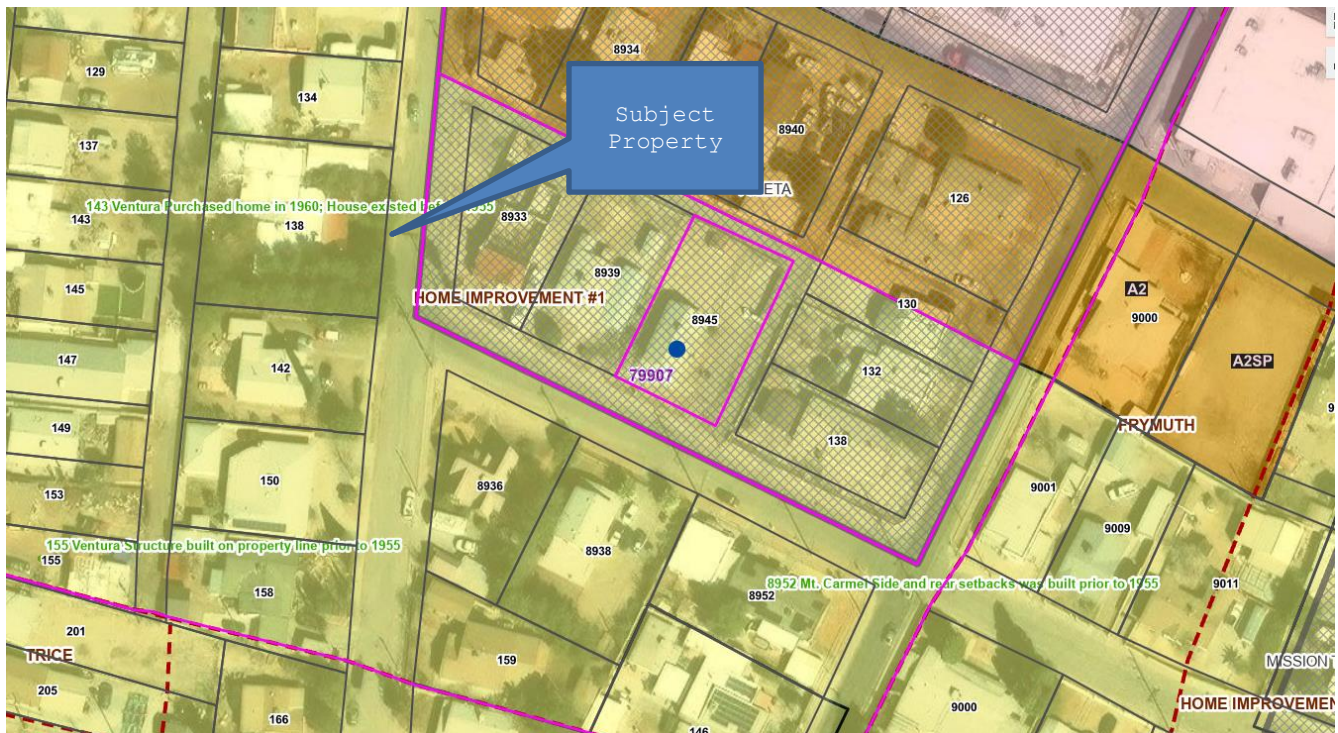 129
134
8934
Subject
Property
8940
137
ETA
126
143 Ventura Purchased home in 1960; House existed bef 1955
143
138
8933
8939
A2
9000
145
HOME IMPROVEMENT #1
130
8945
147
142
79907
132
A2SP
149
138
FRYMUTH
153
150
8936
9001
8938
9009
155 Ventura Structure built on property line prior to 1955
155
158
8952 Mt. Carmel Side and rear setbacks was built prior to 1955
8952
9011
201
TRICE
159
MISSION
205
166
9000
HOME IMPROVEMEN
146